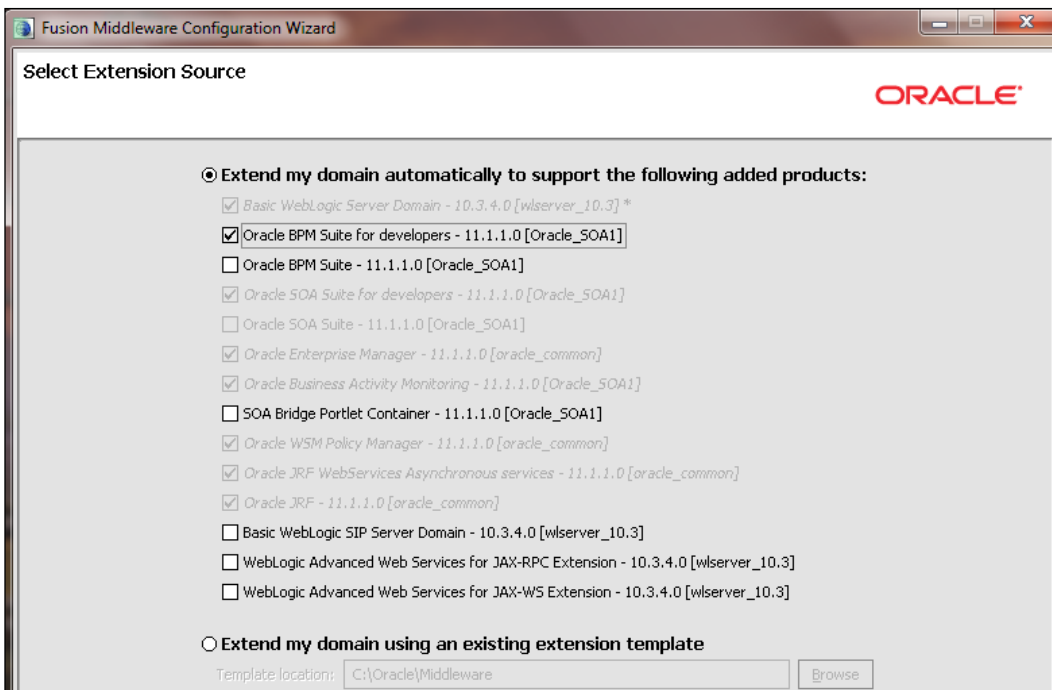 Fusion Middleware Configuration Wizard
Select Extension Source
ORACLE
Extend my domain automatically to support the following added products:
Basic WebLogic Server Domain - 10.3.4.0 [wlserver_10.3] *
Oracle BPM Suite for developers - 11.1.1.0 [Oracle_SOA1]
Oracle BPM Suite - 11.1.1.0 [Oracle_SOA1]
Oracle SOA Suite for developers - 11.1.1.0 [Oracle_SOA1]
Oracle SOA Suite - 11.1.1.0 [Oracle_SOA1]
Oracle Enterprise Manager - 11.1.1.0 [oracle_common]
Oracle Business Activity Monitoring - 11.1.1.0 [Oracle_SOA1]
SOA Bridge Portlet Container - 11.1.1.0 [Oracle_SOA1]
Oracle WSM Policy Manager - 11.1.1.0 [oracle_common]
Oracle JRF WebServices Asynchronous services - 11.1.1.0 [oracle_common]
Oracle JRF - 11.1.1.0 [oracle_common]
Basic WebLogic SIP Server Domain - 10.3.4.0 [wlserver_10.3]
WebLogic Advanced Web Services for JAX-RPC Extension - 10.3.4.0 [wlserver_10.3]
WebLogic Advanced Web Services for JAX-WS Extension - 10.3.4.0 [wlserver_10.3]
Extend my domain using an existing extension template
Template location: C:\Oracle\Middleware Browse